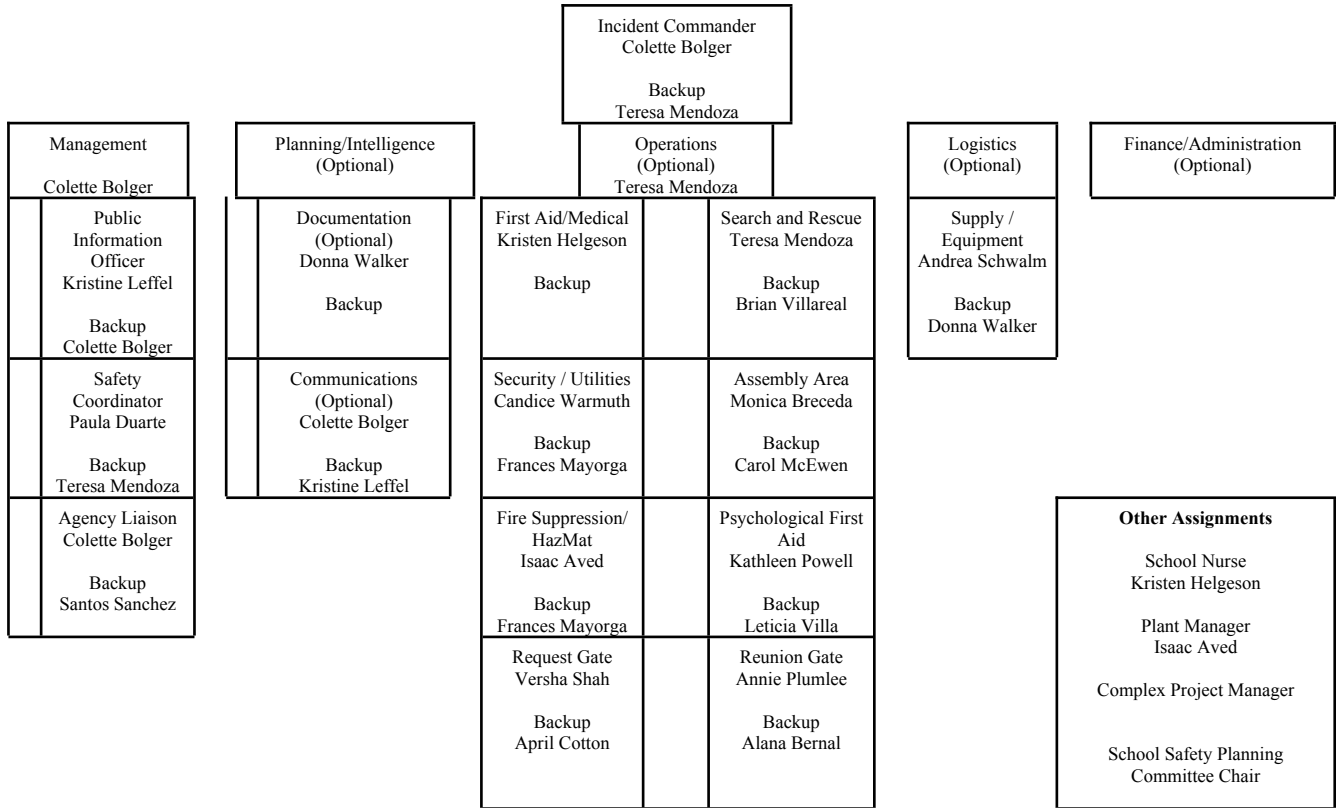 Incident Commander
Colette Bolger
Backup
Teresa Mendoza
Management
Colette Bolger
Planning/Intelligence
(Optional)
Operations
(Optional)
Teresa Mendoza
Logistics
(Optional)
Finance/Administration
(Optional)
Public
Information
Officer
Kristine Leffel
Backup
Colette Bolger
Documentation
(Optional)
Donna Walker
Backup
First Aid/Medical
Kristen Helgeson
Backup
Search and Rescue
Teresa Mendoza
Backup
Brian Villareal
Supply /
Equipment
Andrea Schwalm
Backup
Donna Walker
Safety
Coordinator
Paula Duarte
Backup
Teresa Mendoza
Communications
(Optional)
Colette Bolger
Backup
Kristine Leffel
Security / Utilities
Candice Warmuth
Backup
Frances Mayorga
Assembly Area
Monica Breceda
Backup
Carol McEwen
Agency Liaison
Colette Bolger
Backup
Santos Sanchez
Fire Suppression/
HazMat
Isaac Aved
Backup
Frances Mayorga
Psychological First
Aid
Kathleen Powell
Backup
Leticia Villa
Other Assignments
School Nurse
Kristen Helgeson
Plant Manager
Isaac Aved
Complex Project Manager
School Safety Planning
Committee Chair
Request Gate
Versha Shah
Backup
April Cotton
Reunion Gate
Annie Plumlee
Backup
Alana Bernal